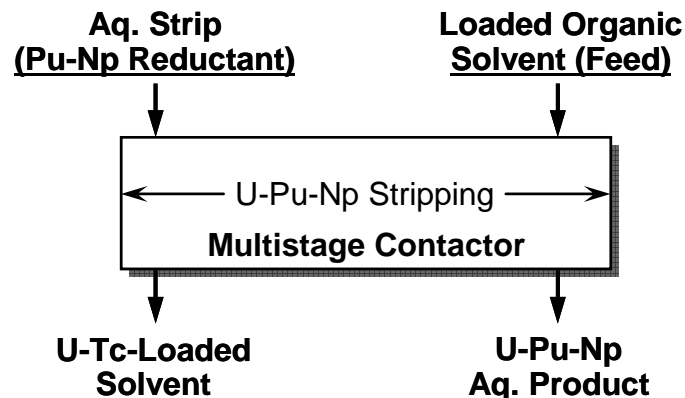 Aq. Strip
(Pu-Np Reductant)
Loaded Organic
Solvent (Feed)
U-Pu-Np Stripping
Multistage Contactor
U-Tc-Loaded
Solvent
U-Pu-Np
Aq. Product